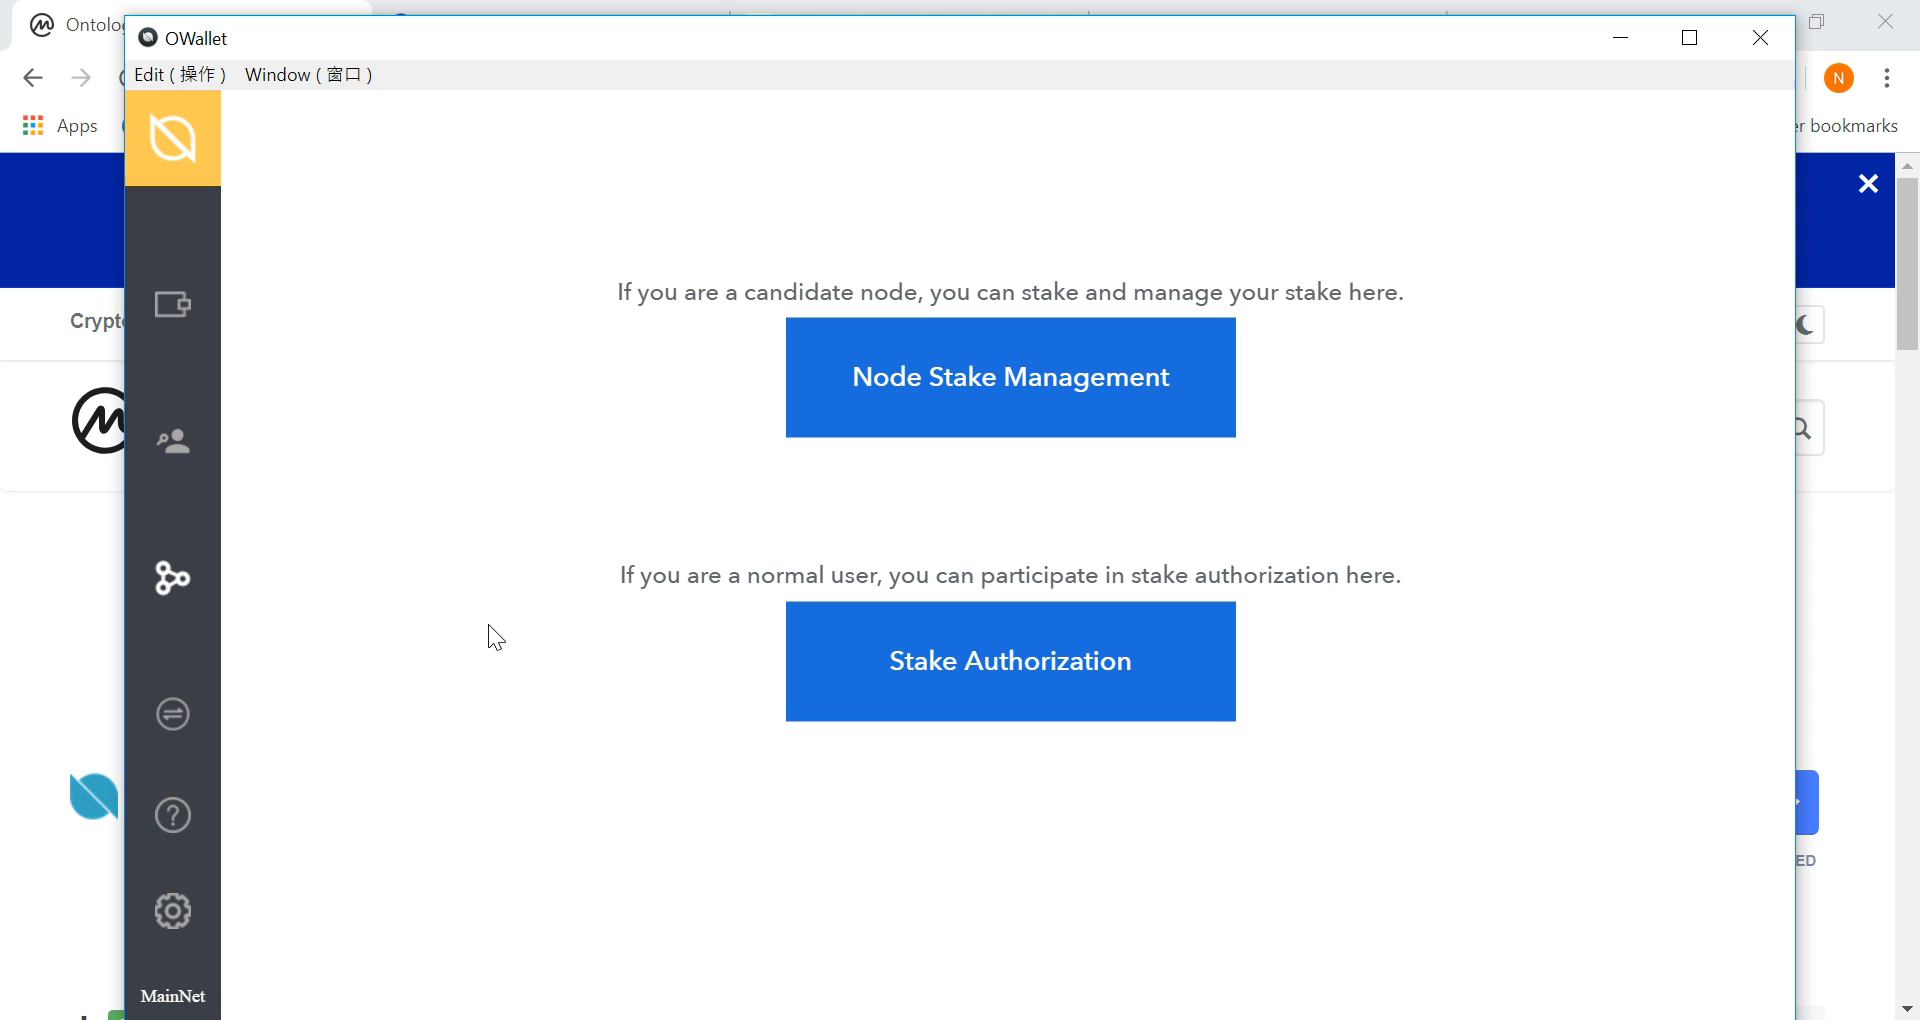 OWallet
Edit ( 操作 ) Window ( 窗口 )
Apps
bookmarks
If you are a candidate node, you can stake and manage your stake here.
Node Stake Management
If you are a normal user, you can participate in stake authorization here.
Stake Authorization
MainNet
N
ED